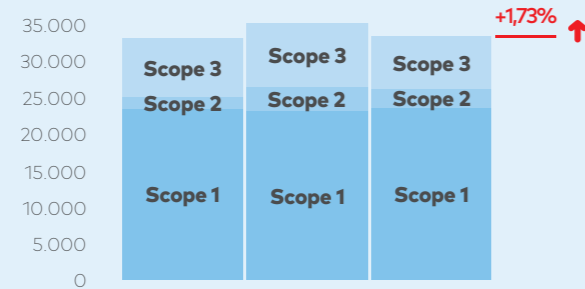 +1,73%
35.000
30.000
25.000
20.000
15.000
10.000
5.000
0
Scope 3
Scope 2
Scope 1
Scope 3
Scope 2
Scope 1
Scope 3
Scope 2
Scope 1